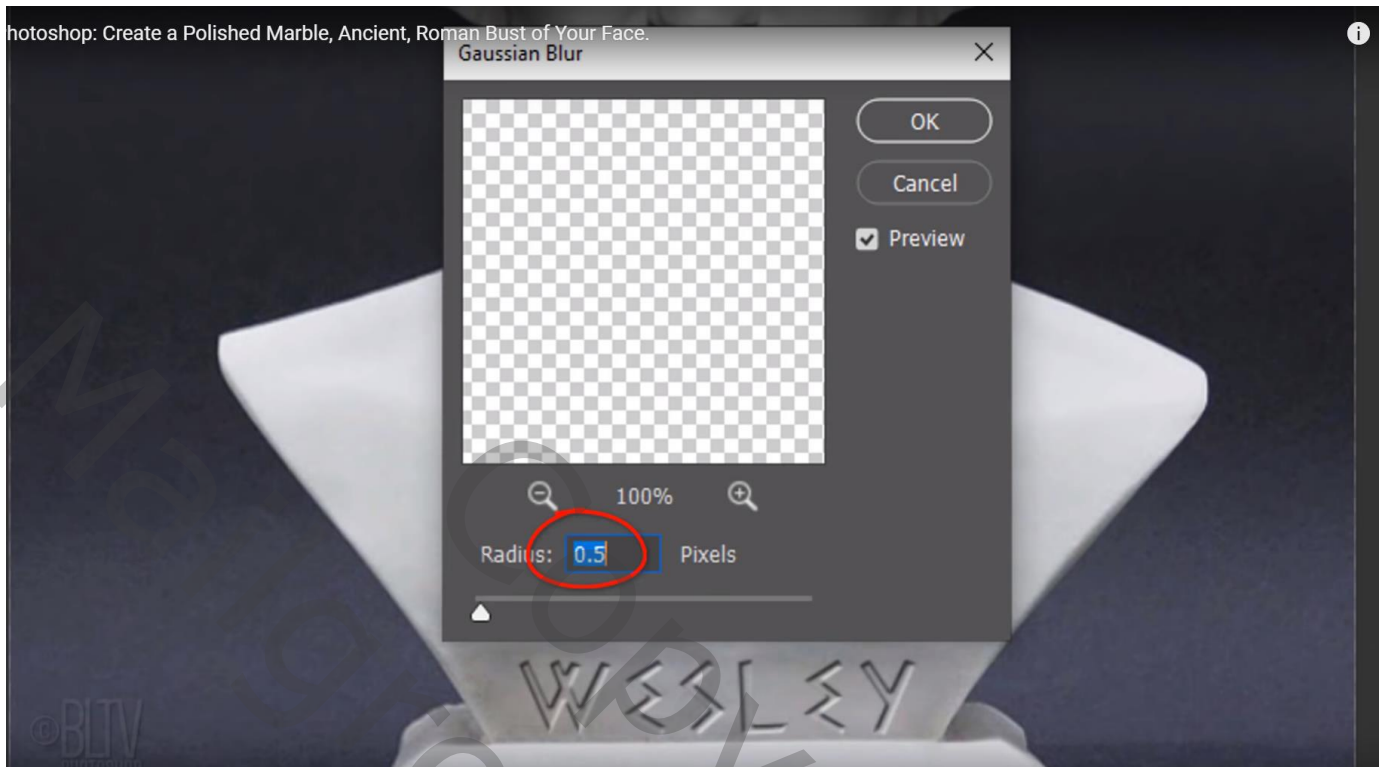 hotoshop: Create a Polished Marble, Ancient, Roman Bust of Your Face.
Gaussian Blur
OK
Cancel
Preview
100%
Radius: 0.5 Pixels
WESLEY
©BLTV
Copy